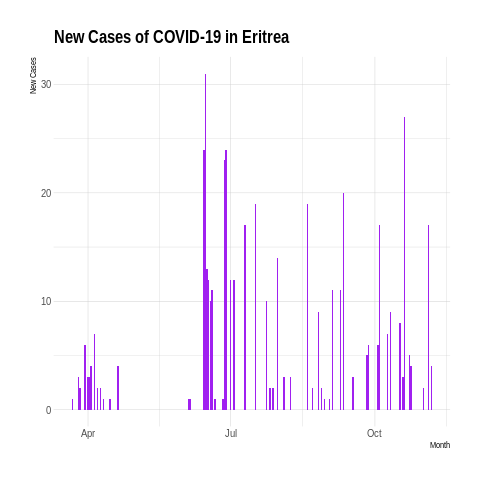 New Cases of COVID-19 in Eritrea
New Cases
30
20
10
0
Apr
Jul
Oct
Month